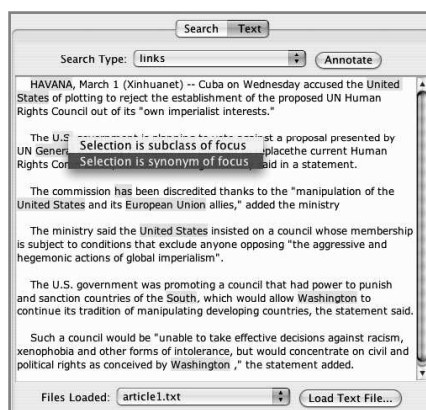 Search Text
Search Type: links Annotate
HAVANA, March 1 (Xinhuanet) -- Cuba on Wednesday accused the United
States of plotting to reject the establishment of the proposed UN Human
Rights Council out of its "own imperialist interests."
The U.S. against a proposal presented by
UN Gener Selection is subclass of focus eplacethe current Human
Rights Con Selection is synonym of focus aid in a statement.
The commission has been discredited thanks to the "manipulation of the
United States and its European Union allies," added the ministry
The ministry said the United States insisted on a council whose membership
is subject to conditions that exclude anyone opposing "the aggressive and
hegemonic actions of global imperialism".
The U.S. government was promoting a council that had power to punish
and sanction countries of the South, which would allow Washington to
continue its tradition of manipulating developing countries, the statement said.
Such a council would be "unable to take effective decisions against racism,
xenophobia and other forms of intolerance, but would concentrate on civil and
political rights as conceived by Washington ," the statement added.
Files Loaded: article1.txt Load Text File...